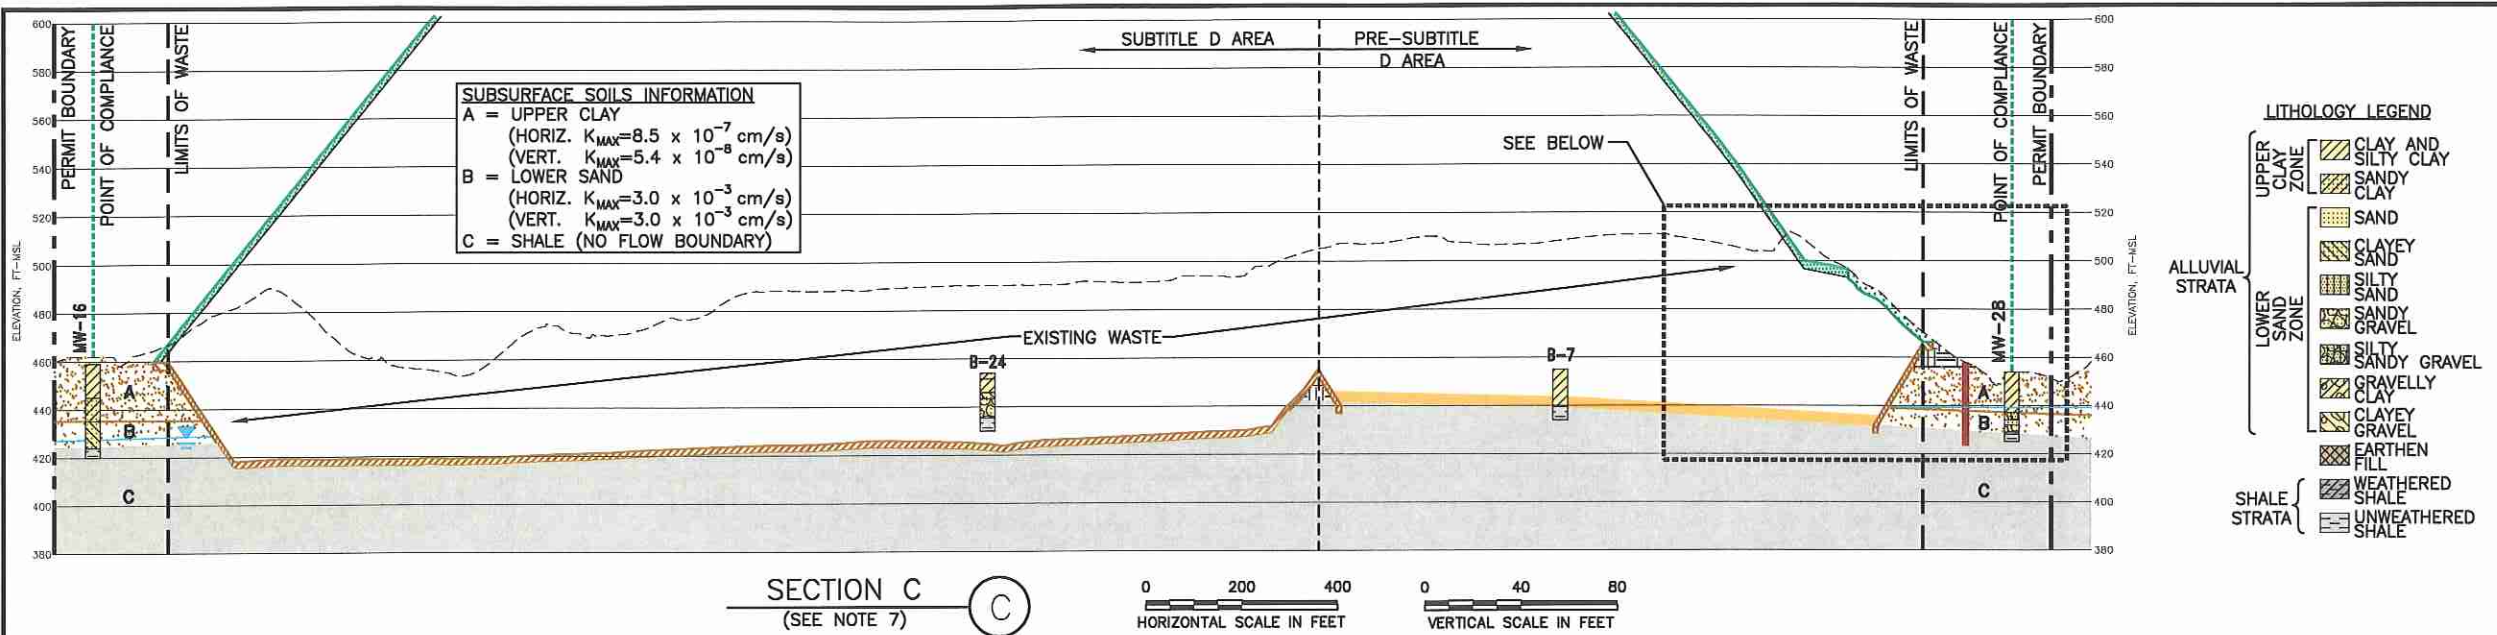 600
580
560
540
520
500
480
460
440
420
400
380
ELEVATION, FT-MSL
PERMIT BOUNDARY
POINT OF COMPLIANCE
LIMITS OF WASTE
MW-16
A
B
C
SUBSURFACE SOILS INFORMATION
A = UPPER CLAY
(HORIZ. KMAX=8.5 x 10-7 cm/s)
(VERT. KMAX=5.4 x 10-8 cm/s)
B = LOWER SAND
(HORIZ. KMAX=3.0 x 10-3 cm/s)
(VERT. KMAX=3.0 x 10-3 cm/s)
C = SHALE (NO FLOW BOUNDARY)
SUBTITLE D AREA
PRE-SUBTITLE
D AREA
SEE BELOW
EXISTING WASTE
B-24
B-7
LIMITS OF WASTE
POINT OF COMPLIANCE
PERMIT BOUNDARY
MW-28
A
B
C
600
580
560
540
520
500
480
460
440
420
400
380
ELEVATION, FT-MSL
LITHOLOGY LEGEND
ALLUVIAL
STRATA
UPPER
CLAY
ZONE
CLAY AND
SILTY CLAY
SANDY
CLAY
LOWER
SAND
ZONE
SAND
CLAYEY
SAND
SILTY
SAND
SANDY
GRAVEL
SILTY
SANDY GRAVEL
GRAVELLY
CLAY
CLAYEY
GRAVEL
EARTHEN
FILL
SHALE
STRATA
WEATHERED
SHALE
UNWEATHERED
SHALE
SECTION C
(SEE NOTE 7)
C
0 200 400
HORIZONTAL SCALE IN FEET
0 40 80
VERTICAL SCALE IN FEET